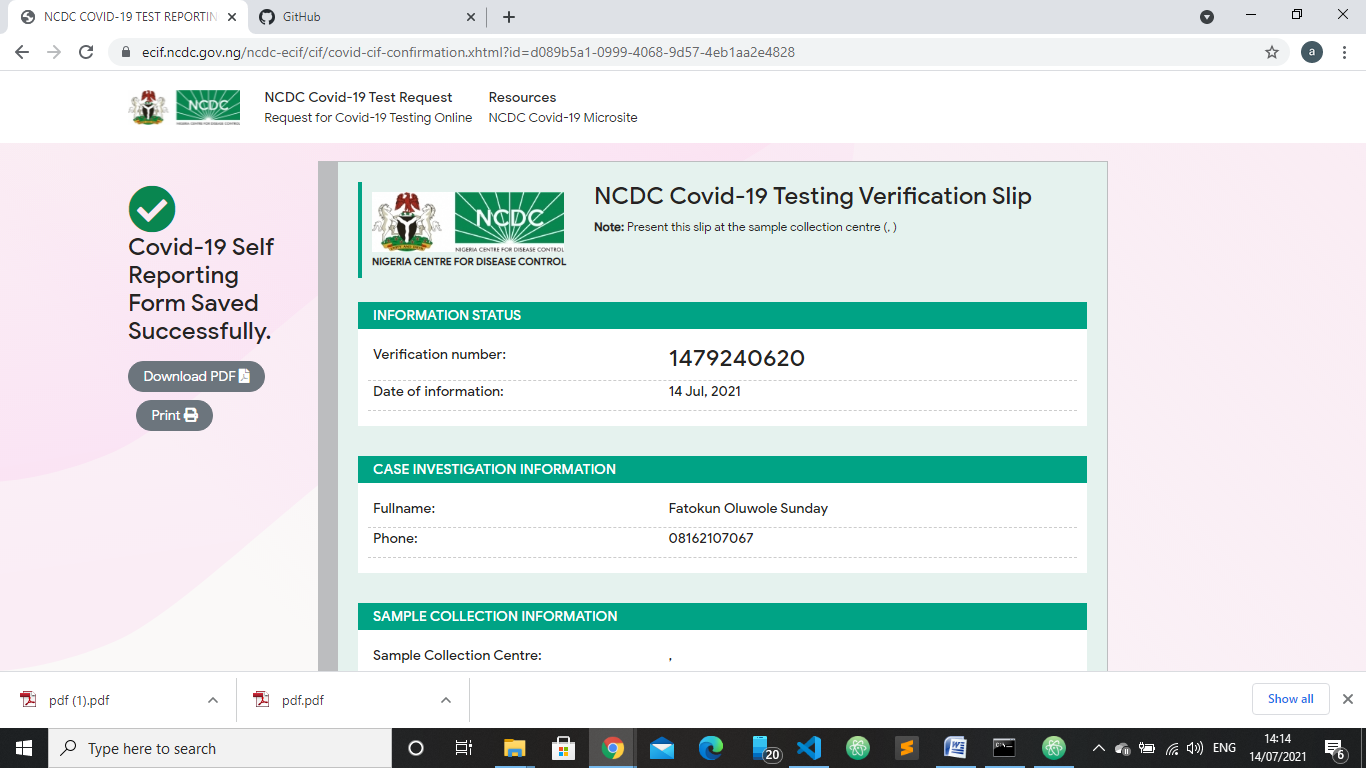 NCDC COVID-19 TEST REPORTIN
GitHub
ecif.ncdc.gov.ng/ncdc-ecif/cif/covid-cif-confirmation.xhtml?id=d089b5a1-0999-4068-9d57-4eb1aa2e4828
a
NCDC
NCDC Covid-19 Test Request
Request for Covid-19 Testing Online
Resources
NCDC Covid-19 Microsite
Covid-19 Self
Reporting
Form Saved
Successfully.
Download PDF
Print
NCDC
NIGERIA CENTRE FOR DISEASE CONTROL
NIGERIA CENTRE FOR DISEASE CONTROL
NCDC Covid-19 Testing Verification Slip
Note: Present this slip at the sample collection centre (, )
INFORMATION STATUS
Verification number: 1479240620
Date of information: 14 Jul, 2021
CASE INVESTIGATION INFORMATION
Fullname: Fatokun Oluwole Sunday
Phone: 08162107067
SAMPLE COLLECTION INFORMATION
Sample Collection Centre: ,
pdf (1).pdf
pdf.pdf
Show all
Type here to search
20
ENG
14:14
14/07/2021
6